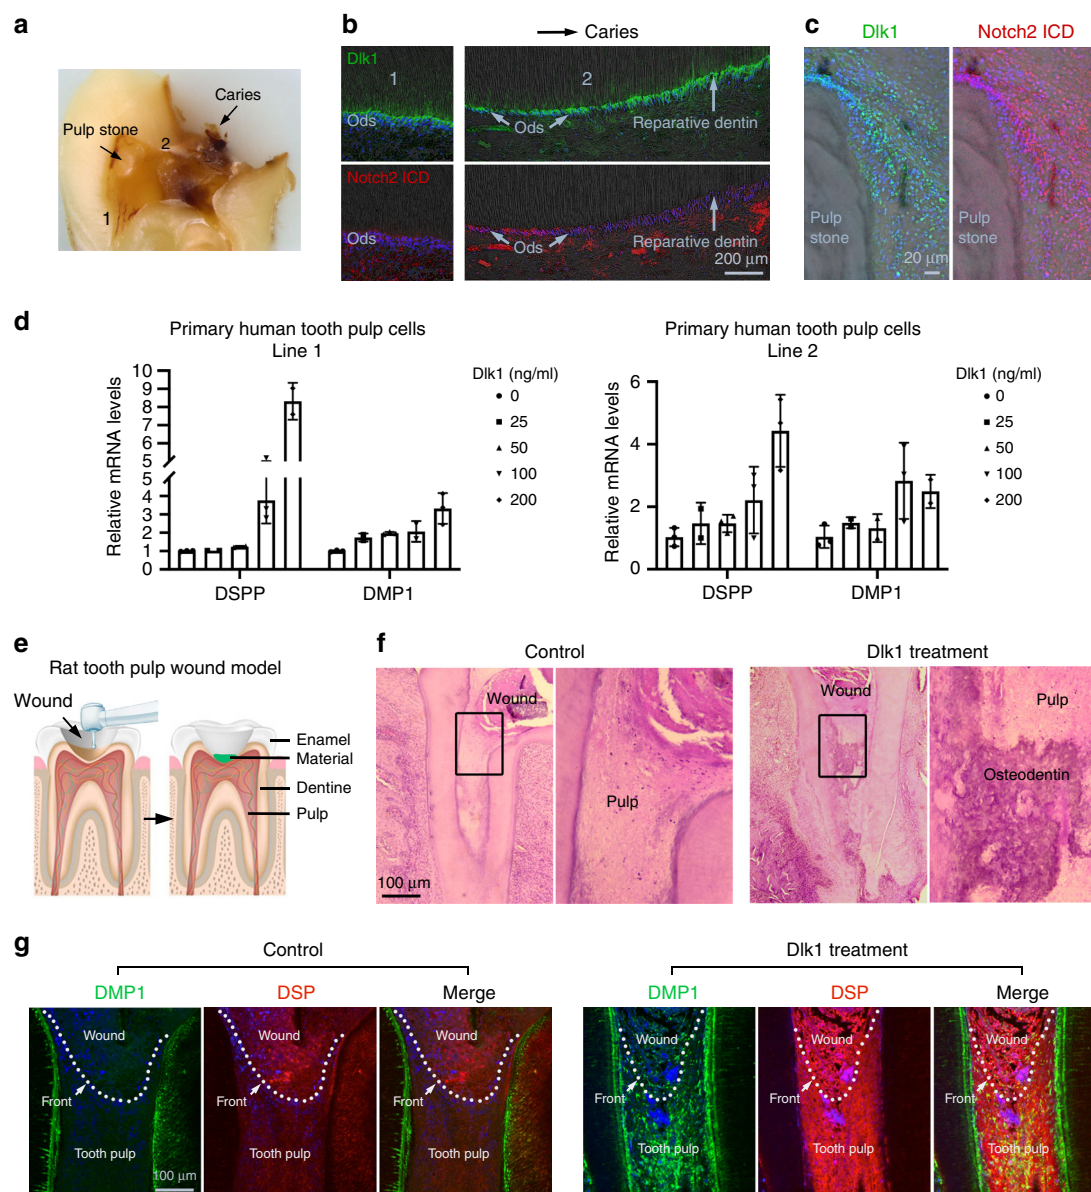 a
Caries
Pulp stone
2
1
b
Caries
Dlk1
1
2
Ods
Ods
Reparative dentin
Notch2 ICD
Ods
Ods
Reparative dentin
200 μm
c
Dlk1
Notch2 ICD
Pulp
stone
20 μm
Pulp
stone
d
Primary human tooth pulp cells
Line 1
Relative mRNA levels
10
9
8
7
6
5
5
4
3
2
1
0
DSPP
DMP1
Dlk1 (ng/ml)
0
25
50
100
200
Primary human tooth pulp cells
Line 2
Relative mRNA levels
6
4
2
0
DSPP
DMP1
Dlk1 (ng/ml)
0
25
50
100
200
e
Rat tooth pulp wound model
Wound
Enamel
Material
Dentine
Pulp
f
Control
Wound
Pulp
100 μm
Dlk1 treatment
Wound
Pulp
Osteodentin
g
Control
DMP1
DSP
Merge
Wound
Front
Tooth pulp
100 μm
Wound
Front
Tooth pulp
Wound
Front
Tooth pulp
Dlk1 treatment
DMP1
DSP
Merge
Wound
Front
Tooth pulp
Wound
Front
Tooth pulp
Wound
Front
Tooth pulp